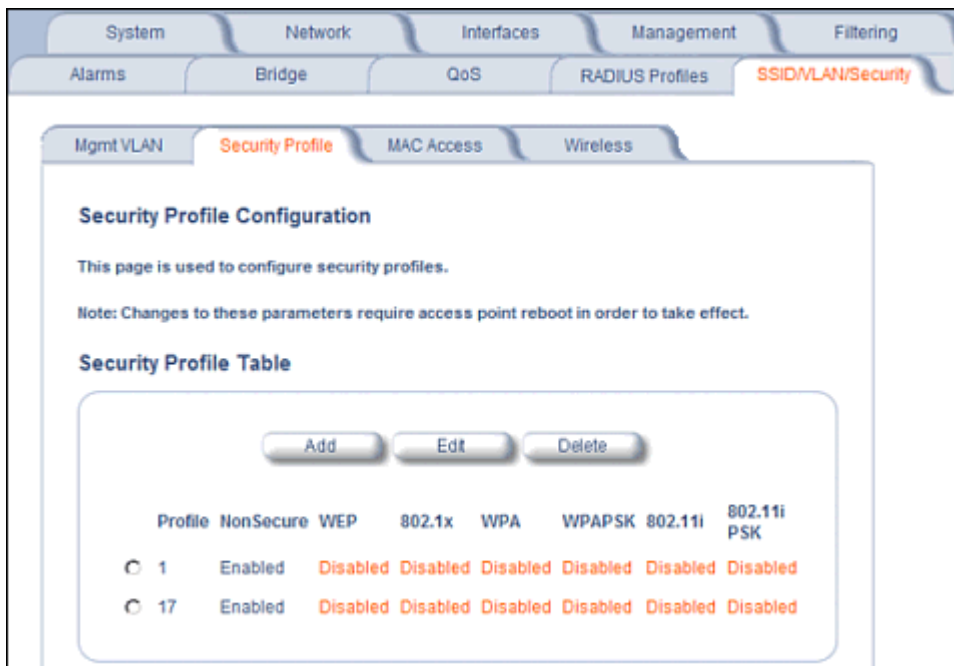 System Network Interfaces Management Filtering
Alarms Bridge QoS RADIUS Profiles SSID/VLAN/Security
Mgmt VLAN Security Profile MAC Access Wireless
Security Profile Configuration
This page is used to configure security profiles.
Note: Changes to these parameters require access point reboot in order to take effect.
Security Profile Table
Add Edit Delete
Profile NonSecure WEP 802.1x WPA WPAPSK 802.11i 802.11i PSK
1 Enabled Disabled Disabled Disabled Disabled Disabled Disabled
17 Enabled Disabled Disabled Disabled Disabled Disabled Disabled